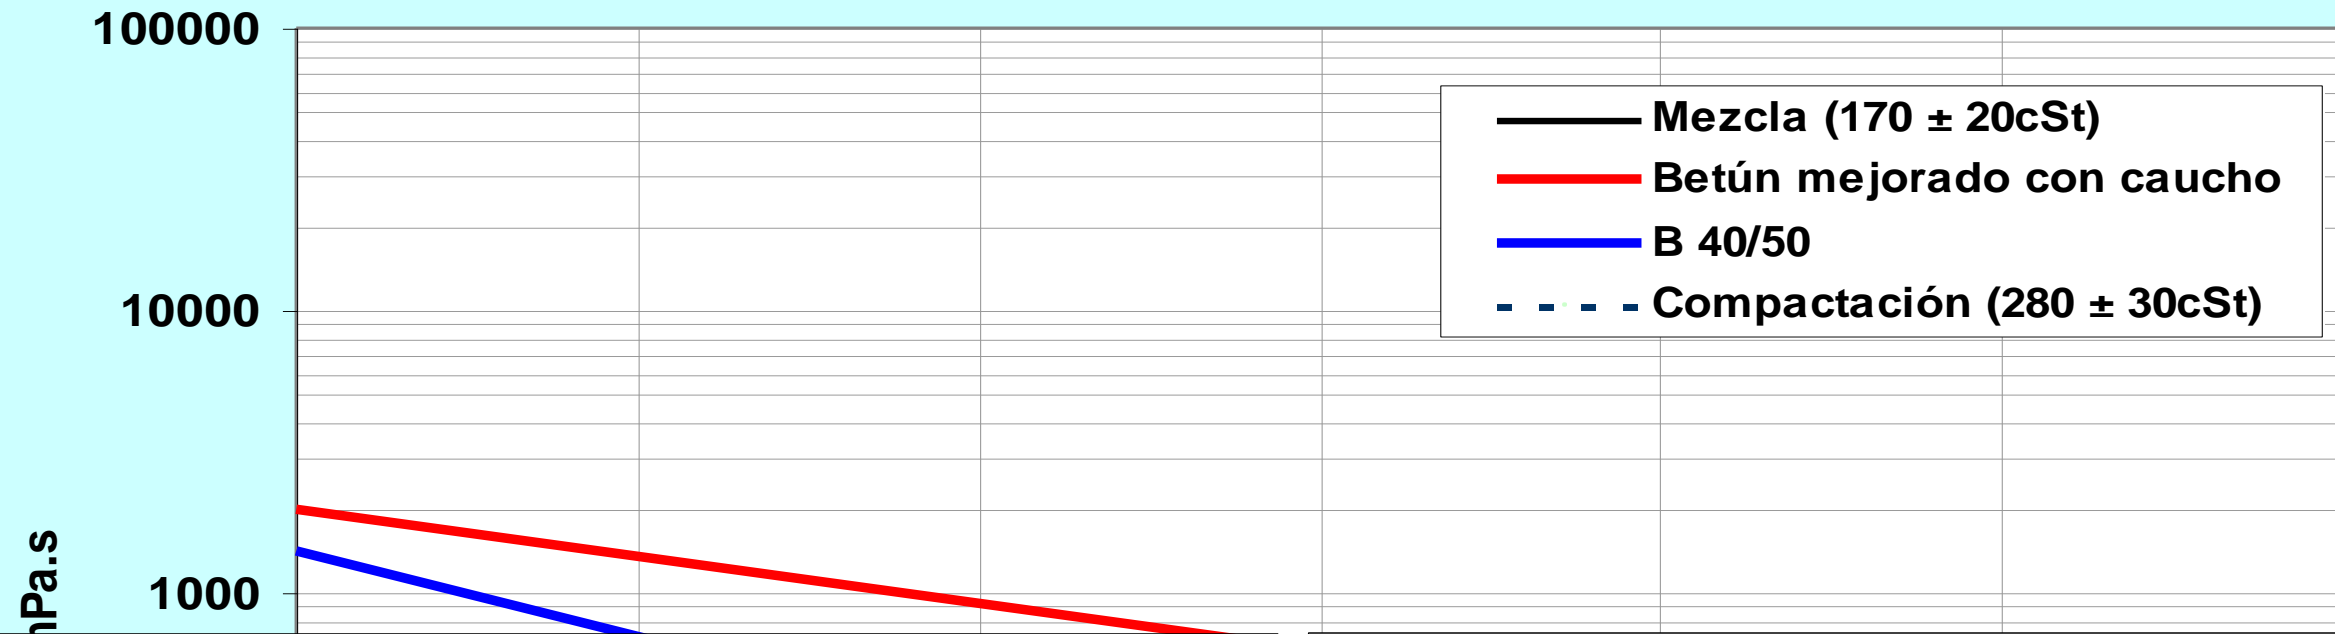 100000
10000
1000
Mezcla (170 ± 20cSt)
Betún mejorado con caucho
B 40/50
Compactación (280 ± 30cSt)